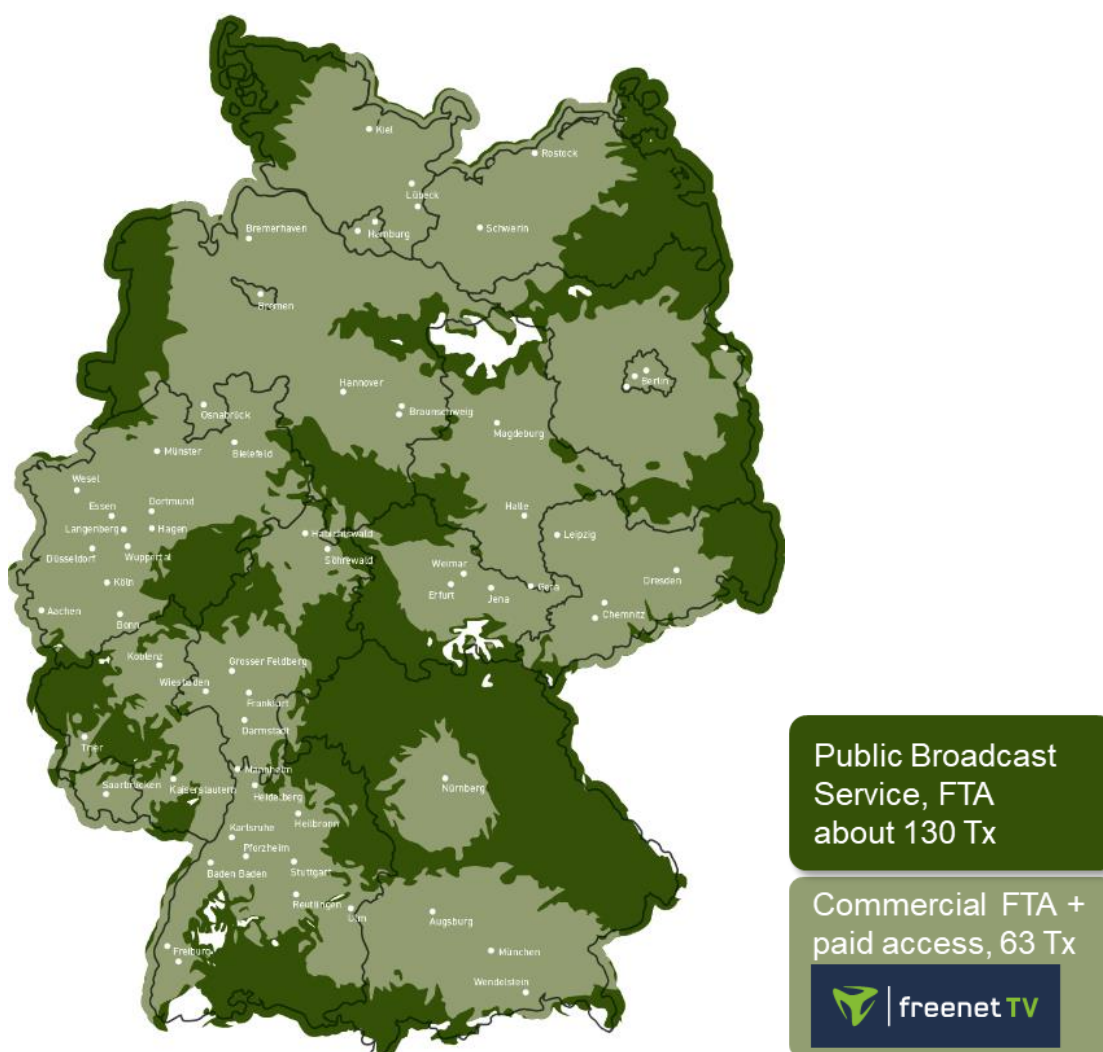 Kiel
Rostock
Lübeck
Hamburg
Schwerin
Bremerhaven
Bremen
Hannover
Braunschweig
Berlin
Osnabrück
Magdeburg
Münster
Bielefeld
Wesel
Essen
Dortmund
Halle
Langenberg
Hagen
Habichtswald
Leipzig
Düsseldorf
Wuppertal
Söhrewald
Weimar
Köln
Erfurt
Jena
Gera
Dresden
Aachen
Bonn
Chemnitz
Koblenz
Grosser Feldberg
Wiesbaden
Frankfurt
Darmstadt
Trier
Mannheim
Saarbrücken
Kaiserslautern
Heidelberg
Nürnberg
Heilbronn
Karlsruhe
Pforzheim
Baden Baden
Stuttgart
Reutlingen
Ulm
Augsburg
Freiburg
München
Wendelstein
Public Broadcast
Service, FTA
about 130 Tx
Commercial FTA +
paid access, 63 Tx
freenet TV